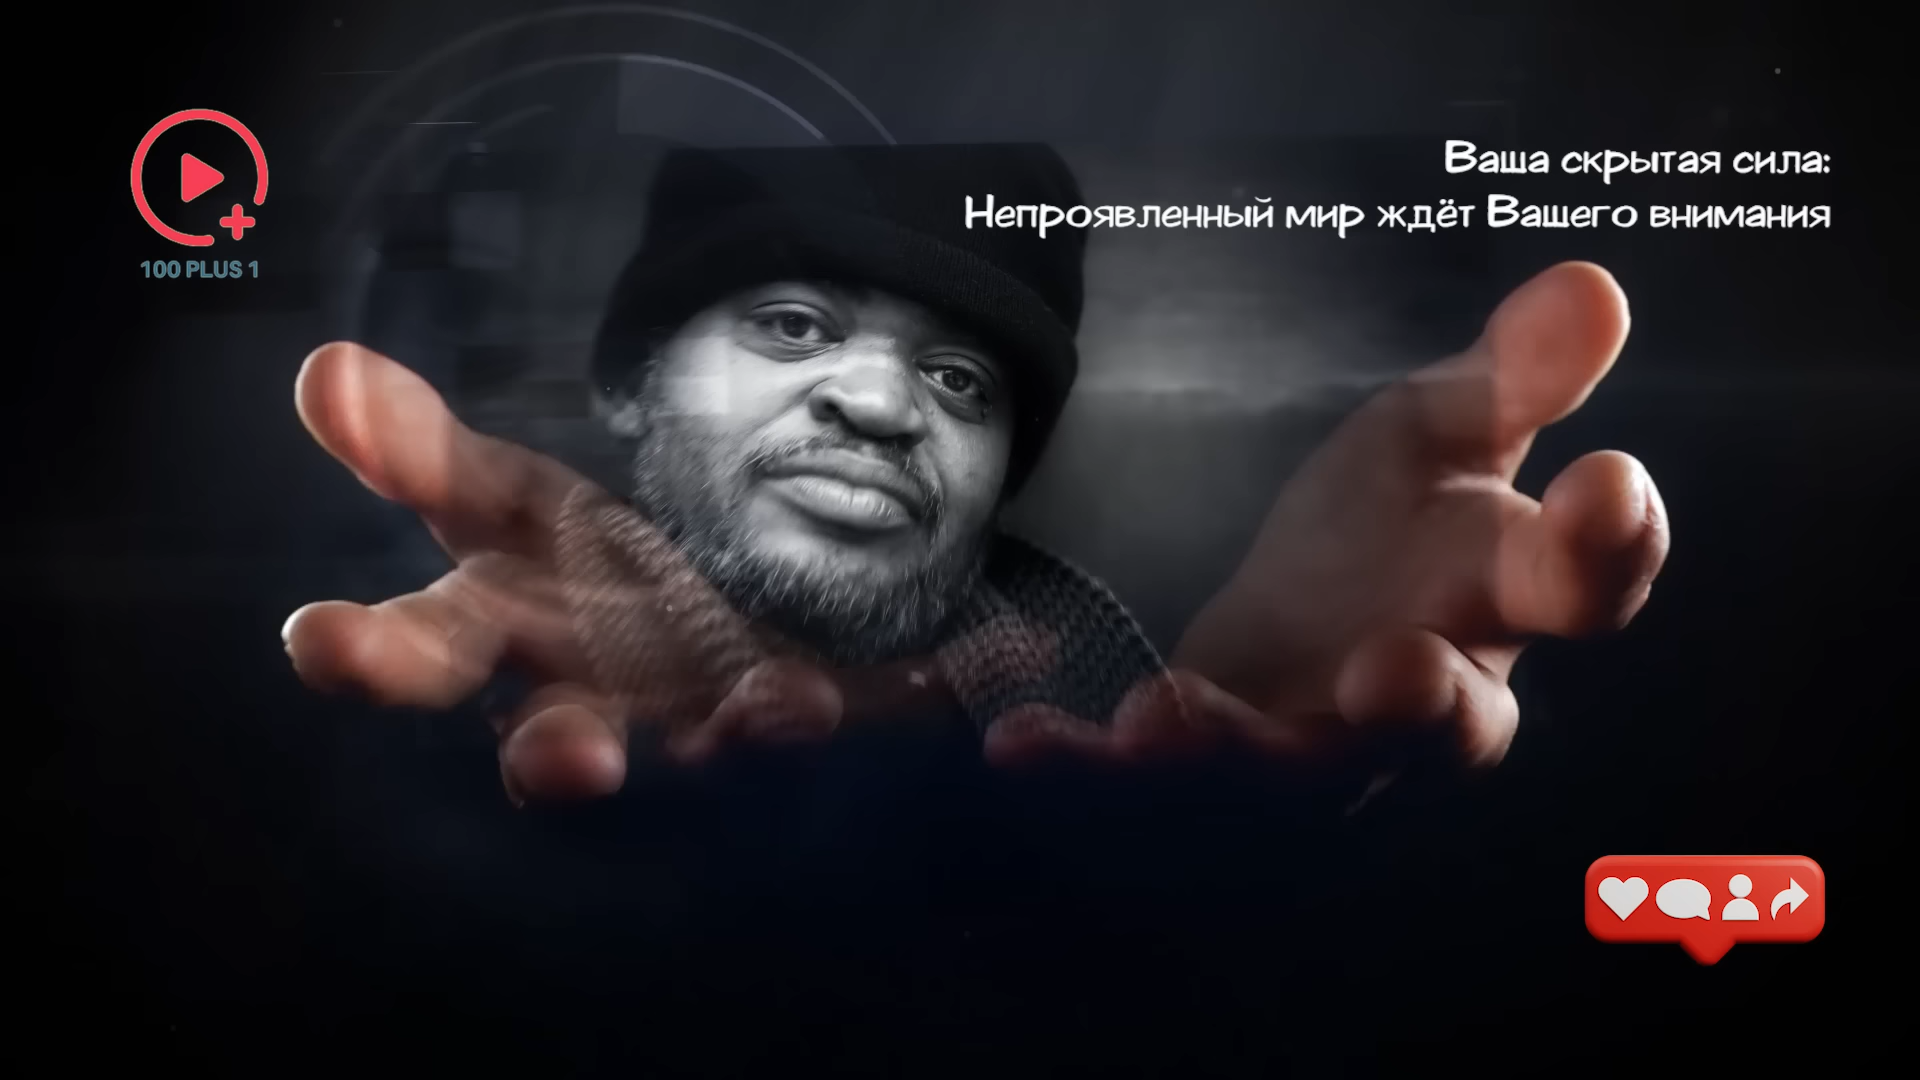 100 PLUS 1
Ваша скрытая сила:
Непроявленный мир ждёт Вашего внимания